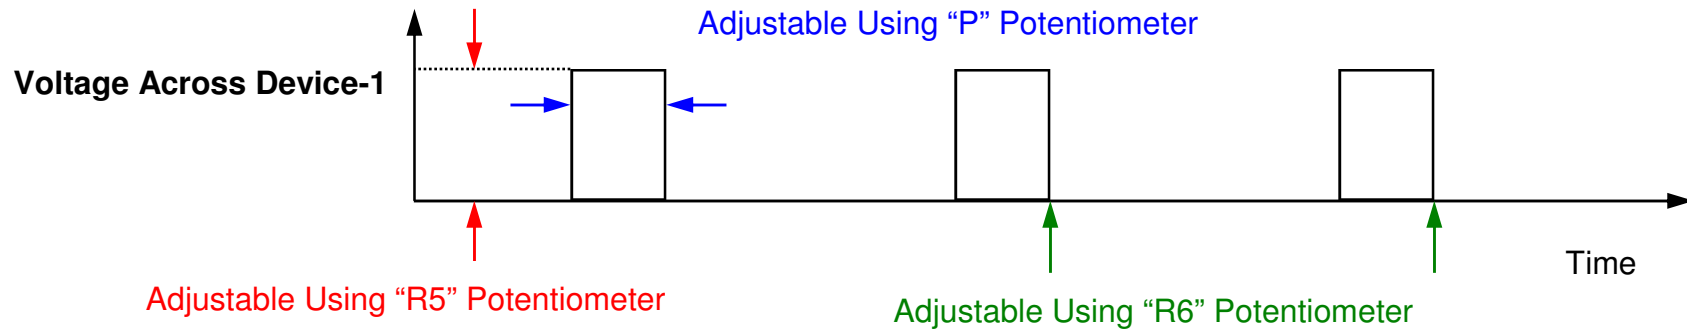 Adjustable Using “P” Potentiometer
Voltage Across Device-1
Time
Adjustable Using “R5” Potentiometer
Adjustable Using “R6” Potentiometer